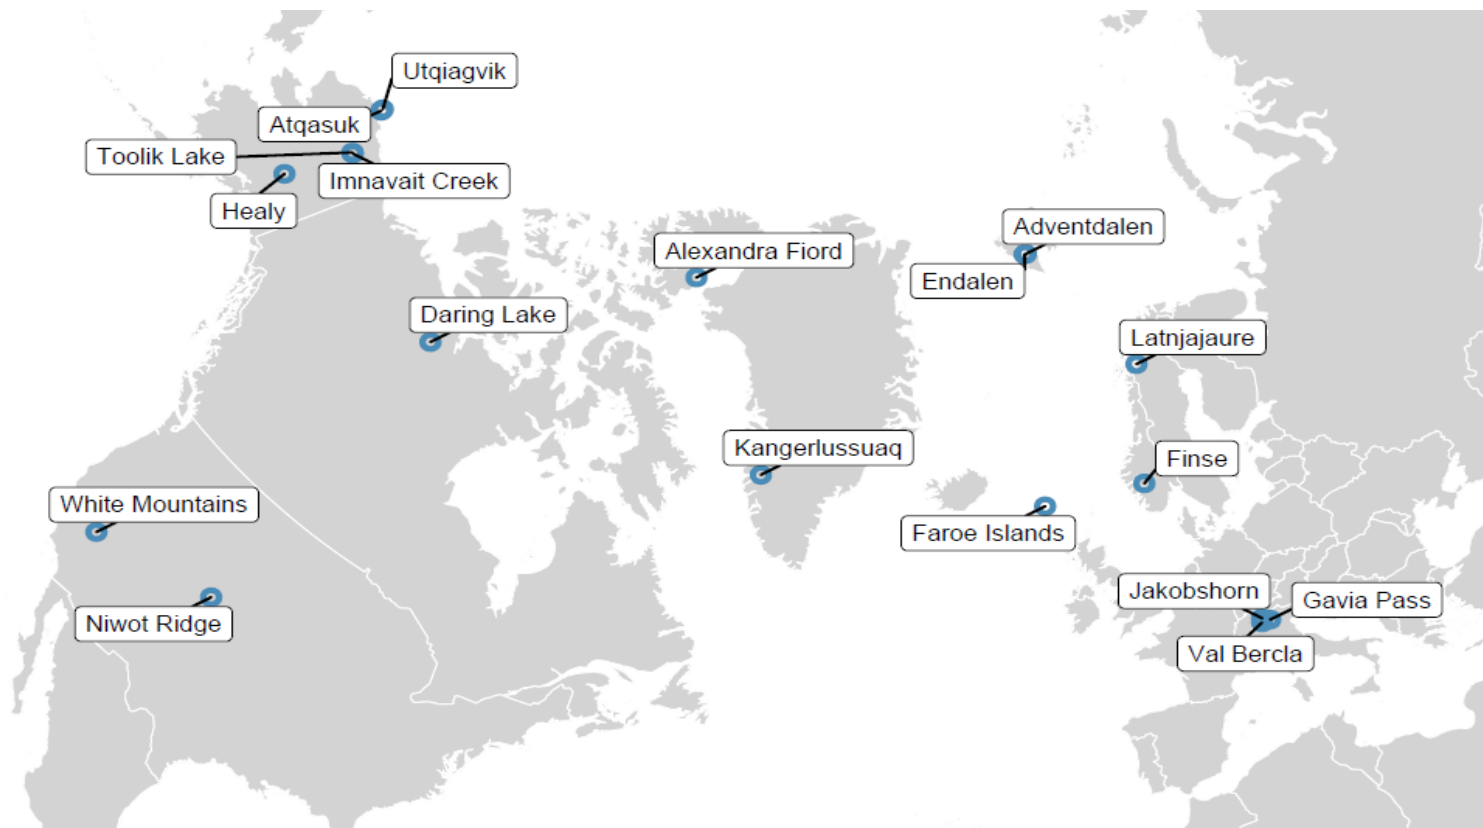 Utqiagvik
Atqasuk
Toolik Lake
Imnavait Creek
Healy
Adventdalen
Alexandra Fiord
Endalen
Daring Lake
Latnjajaure
Kangerlussuaq
Finse
White Mountains
Faroe Islands
Jakobshorn
Gavia Pass
Niwot Ridge
Val Bercla